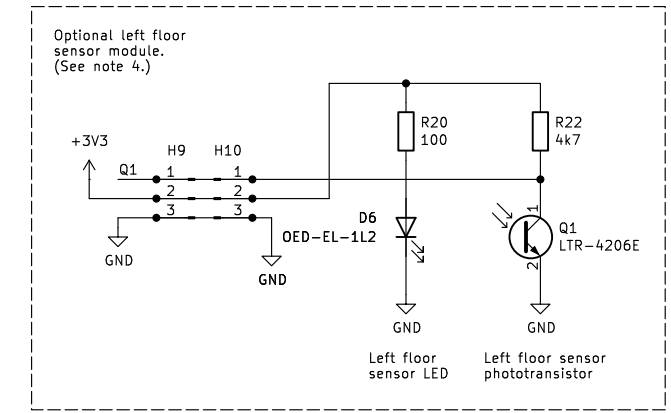 Optional left floor
sensor module.
(See note 4.)
+3V3
Q1
H9
H10
1
1
2
2
3
3
GND
GND
R20
100
R22
4k7
D6
OED-EL-1L2
1
Q1
LTR-4206E
2
GND
GND
Left floor
sensor LED
Left floor sensor
phototransistor